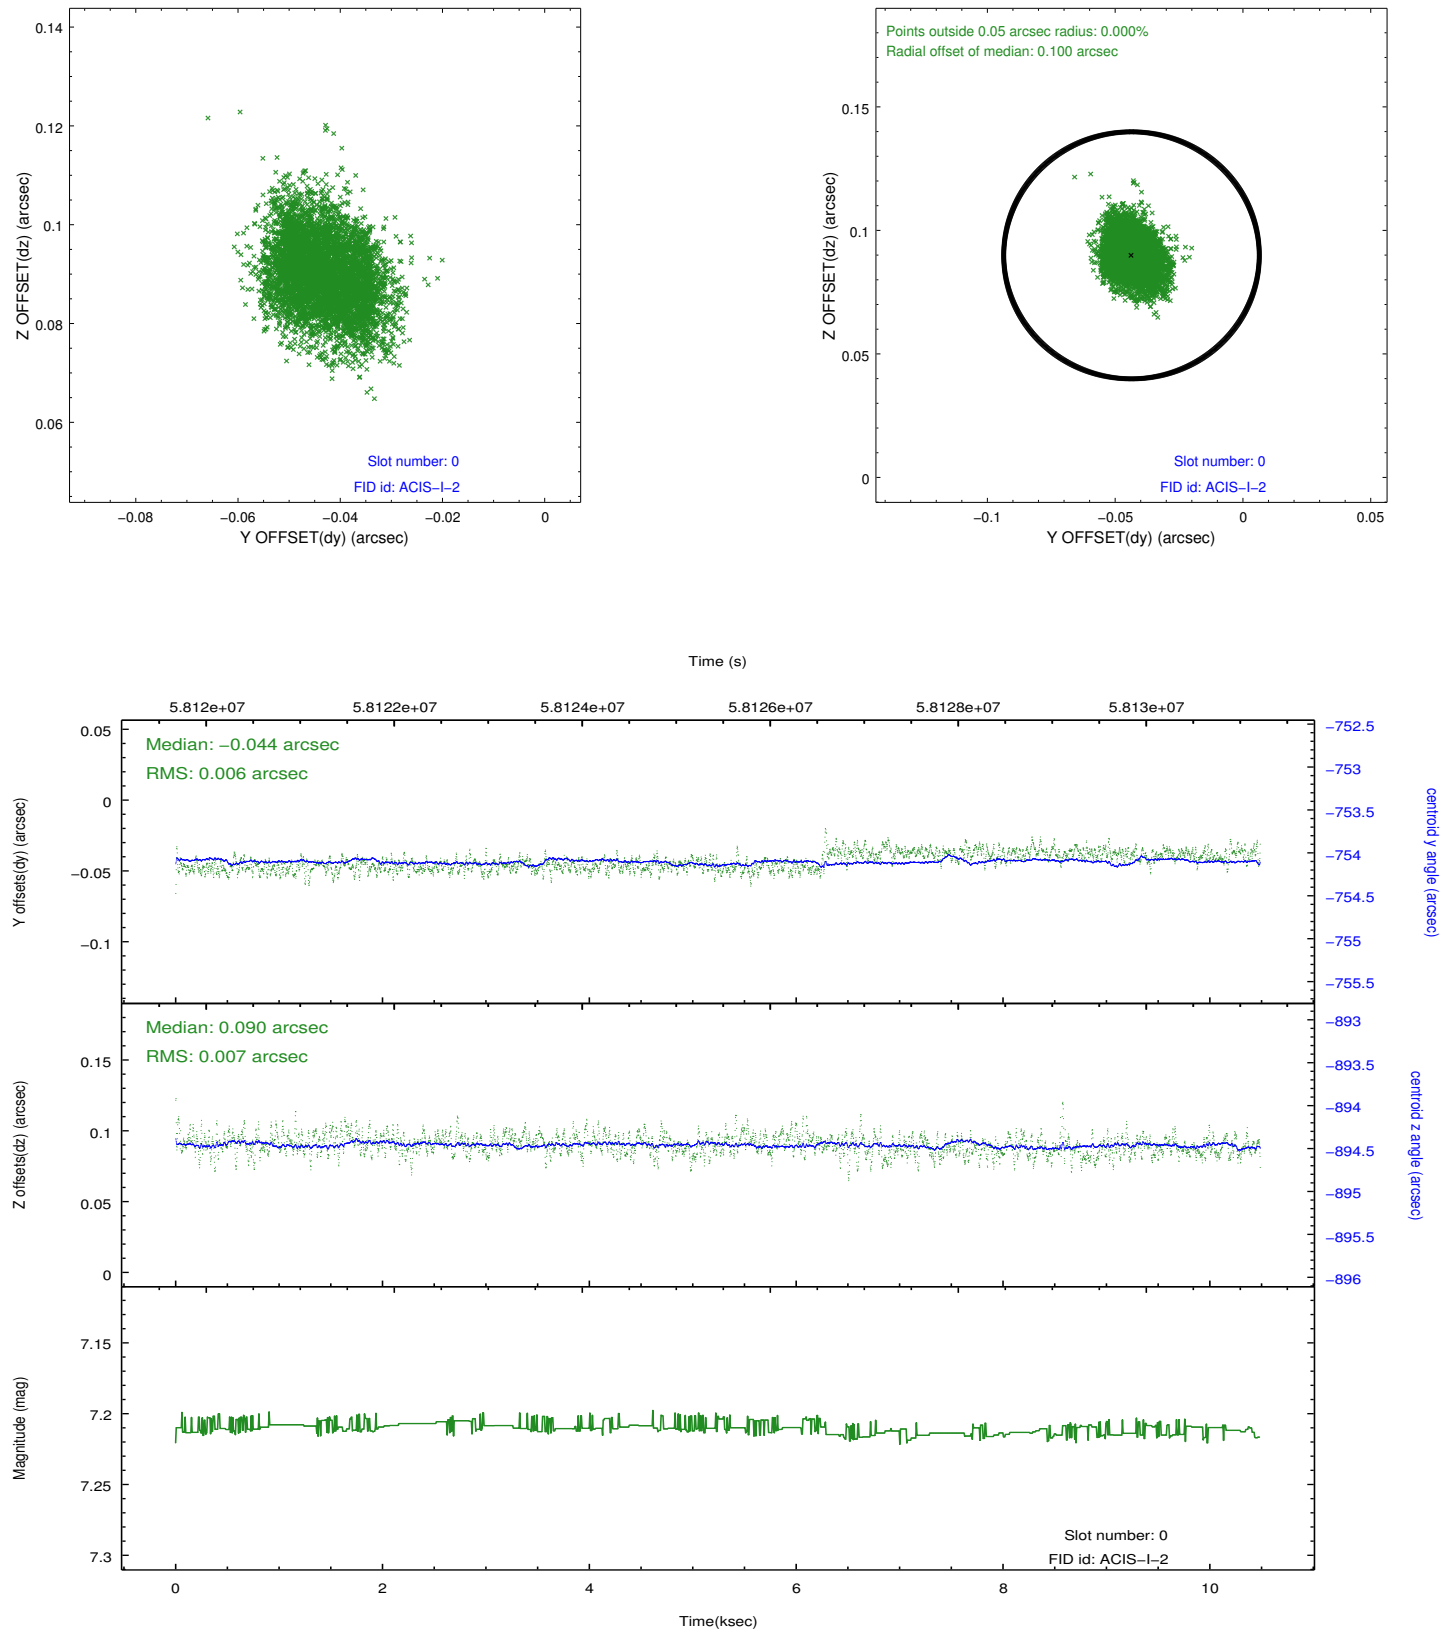 0.14
0.12
0.1
0.08
0.06
Z OFFSET(dz) (arcsec)
Slot number: 0
FID id: ACIS−I−2
−0.08
−0.06
−0.04
−0.02
0
Y OFFSET(dy) (arcsec)
Points outside 0.05 arcsec radius: 0.000%
Radial offset of median: 0.100 arcsec
0.15
0.1
0.05
0
Z OFFSET(dz) (arcsec)
Slot number: 0
FID id: ACIS−I−2
−0.1
−0.05
0
0.05
Y OFFSET(dy) (arcsec)
Time (s)
5.812e+07
5.8122e+07
5.8124e+07
5.8126e+07
5.8128e+07
5.813e+07
0.05
0
−0.05
−0.1
Y offsets(dy) (arcsec)
Median: −0.044 arcsec
RMS: 0.006 arcsec
−752.5
−753
−753.5
−754
−754.5
−755
−755.5
centroid y angle (arcsec)
0.15
0.1
0.05
0
Z offsets(dz) (arcsec)
Median: 0.090 arcsec
RMS: 0.007 arcsec
−893
−893.5
−894
−894.5
−895
−895.5
−896
centroid z angle (arcsec)
7.15
7.2
7.25
7.3
Magnitude (mag)
Slot number: 0
FID id: ACIS−I−2
0
2
4
6
8
10
Time(ksec)